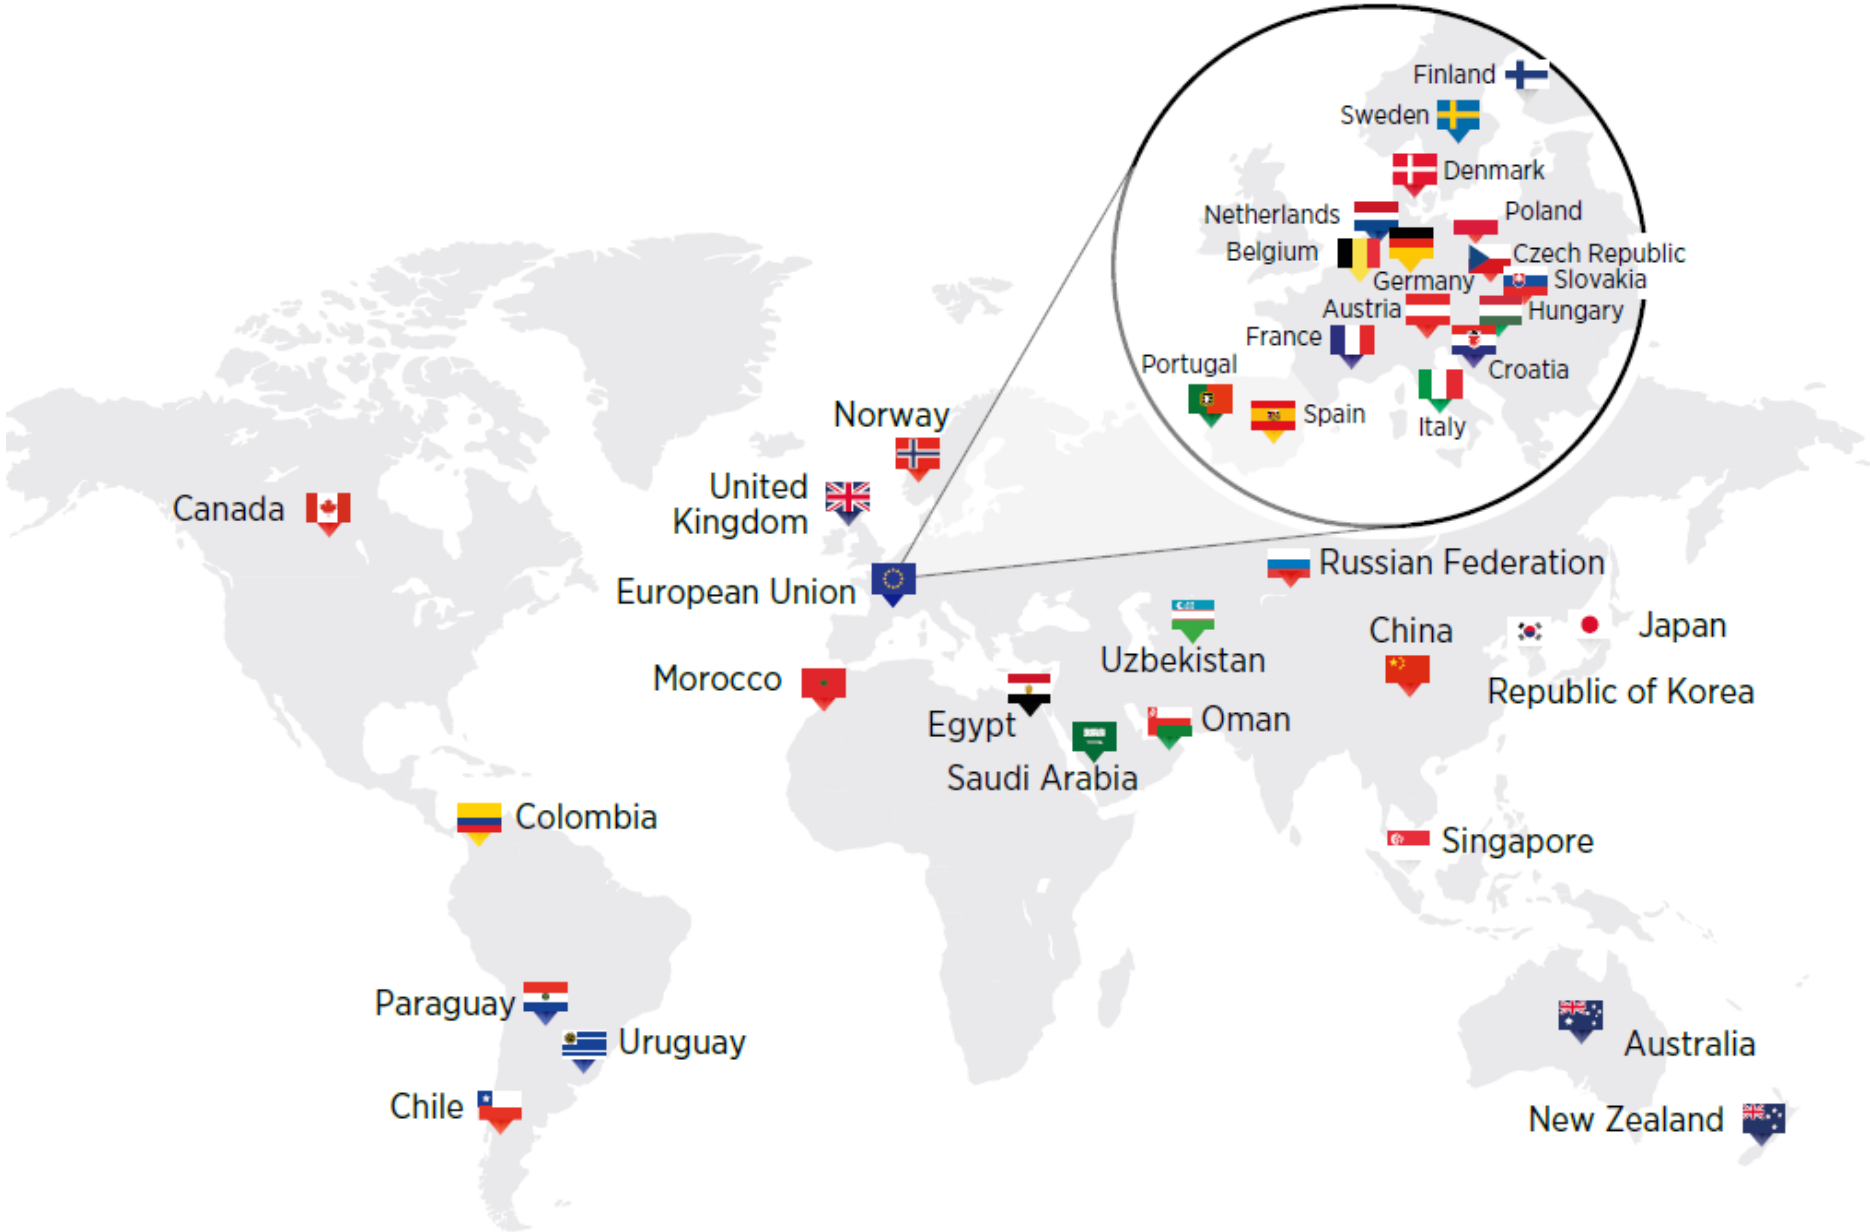 Finland
Sweden
Denmark
Netherlands
Poland
Belgium
Czech Republic
Germany
Slovakia
Austria
Hungary
France
Croatia
Portugal
Spain
Italy
Norway
United
Kingdom
Canada
European Union
Russian Federation
Uzbekistan
China
Japan
Republic of Korea
Morocco
Egypt
Oman
Saudi Arabia
Colombia
Singapore
Paraguay
Uruguay
Australia
Chile
New Zealand